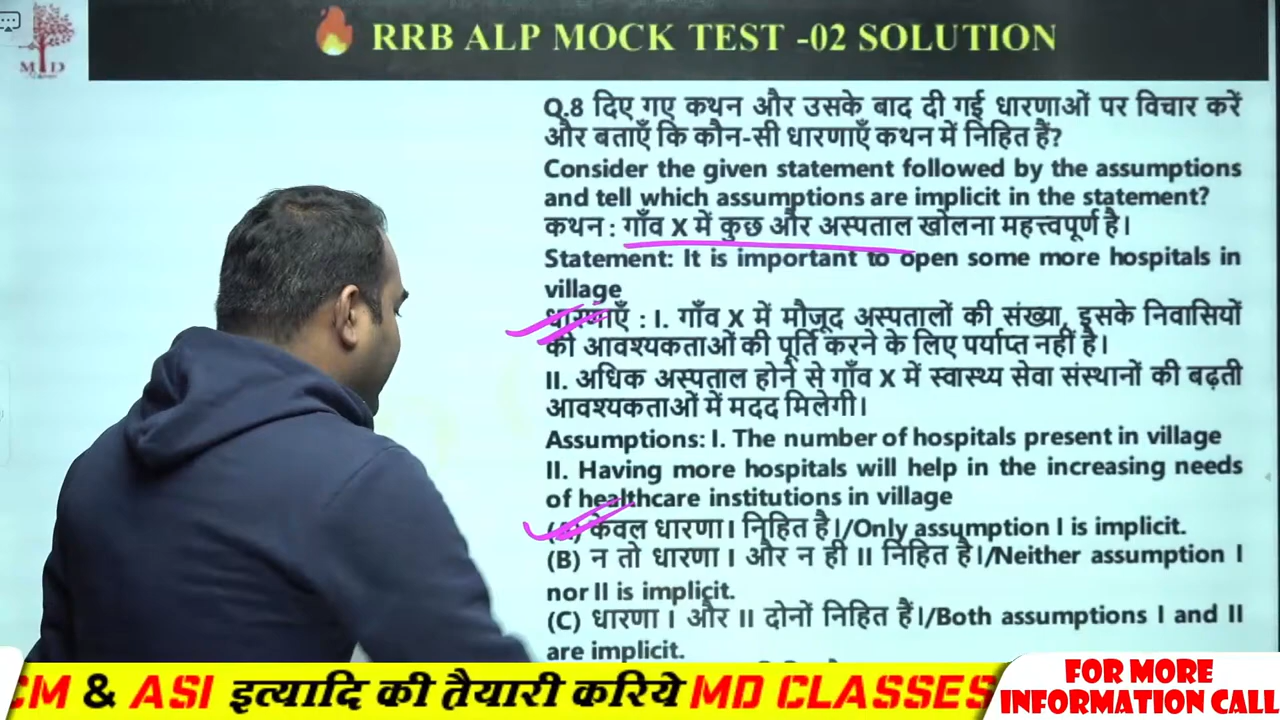 RRB ALP MOCK TEST -02 SOLUTION
Q.8 दिए गए कथन और उसके बाद दी गई धारणाओं पर विचार करें
और बताएँ कि कौन-सी धारणाएँ कथन में निहित हैं?
Consider the given statement followed by the assumptions
and tell which assumptions are implicit in the statement?
कथन : गाँव X में कुछ और अस्पताल खोलना महत्त्वपूर्ण है।
Statement: It is important to open some more hospitals in
village
धारणाएँ : I. गाँव X में मौजूद अस्पतालों की संख्या, इसके निवासियों
की आवश्यकताओं की पूर्ति करने के लिए पर्याप्त नहीं है।
II. अधिक अस्पताल होने से गाँव X में स्वास्थ्य सेवा संस्थानों की बढ़ती
आवश्यकताओं में मदद मिलेगी।
Assumptions: I. The number of hospitals present in village
II. Having more hospitals will help in the increasing needs
of healthcare institutions in village
(A) केवल धारणा I निहित है।/Only assumption I is implicit.
(B) न तो धारणा I और न ही II निहित है।/Neither assumption I
nor II is implicit.
(C) धारणा I और II दोनों निहित हैं।/Both assumptions I and II
are implicit.
CM & ASI इत्यादि की तैयारी करिये MD CLASSES
FOR MORE
INFORMATION CALL